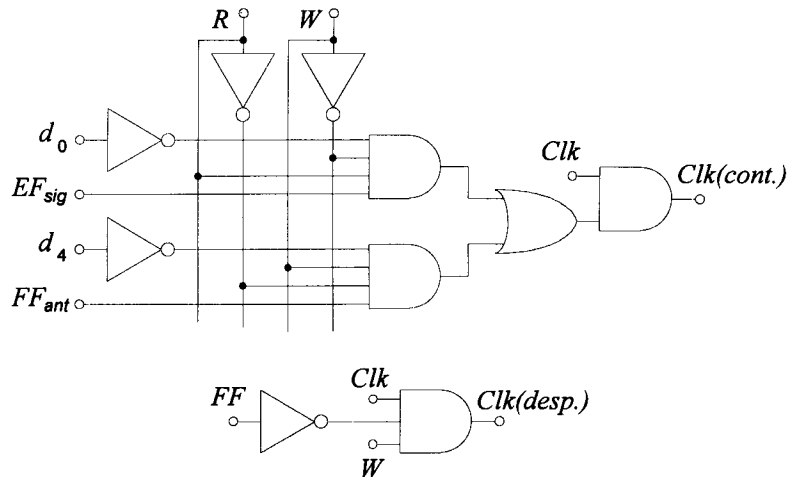 R W
d0
EFsig
d4
FFant
Clk
Clk(cont.)
FF
Clk
W
Clk(desp.)